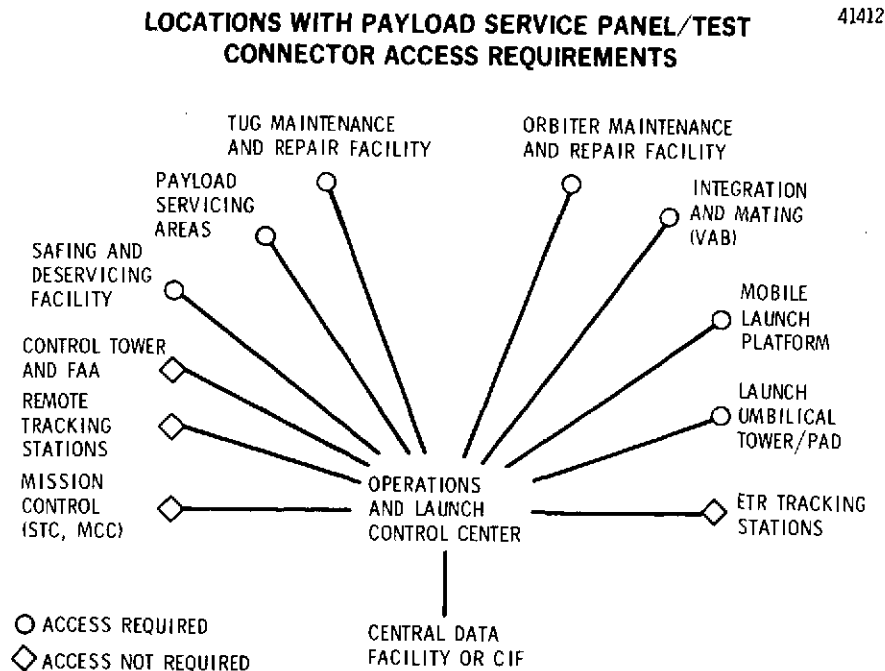 41412
LOCATIONS WITH PAYLOAD SERVICE PANEL/TEST
CONNECTOR ACCESS REQUIREMENTS
TUG MAINTENANCE
AND REPAIR FACILITY
ORBITER MAINTENANCE
AND REPAIR FACILITY
PAYLOAD
SERVICING
AREAS
INTEGRATION
AND MATING
(VAB)
SAFING AND
DESERVICING
FACILITY
MOBILE
LAUNCH
PLATFORM
CONTROL TOWER
AND FAA
LAUNCH
UMBILICAL
TOWER/PAD
REMOTE
TRACKING
STATIONS
MISSION
CONTROL
(STC, MCC)
OPERATIONS
AND LAUNCH
CONTROL CENTER
ETR TRACKING
STATIONS
ACCESS REQUIRED
ACCESS NOT REQUIRED
CENTRAL DATA
FACILITY OR CIF